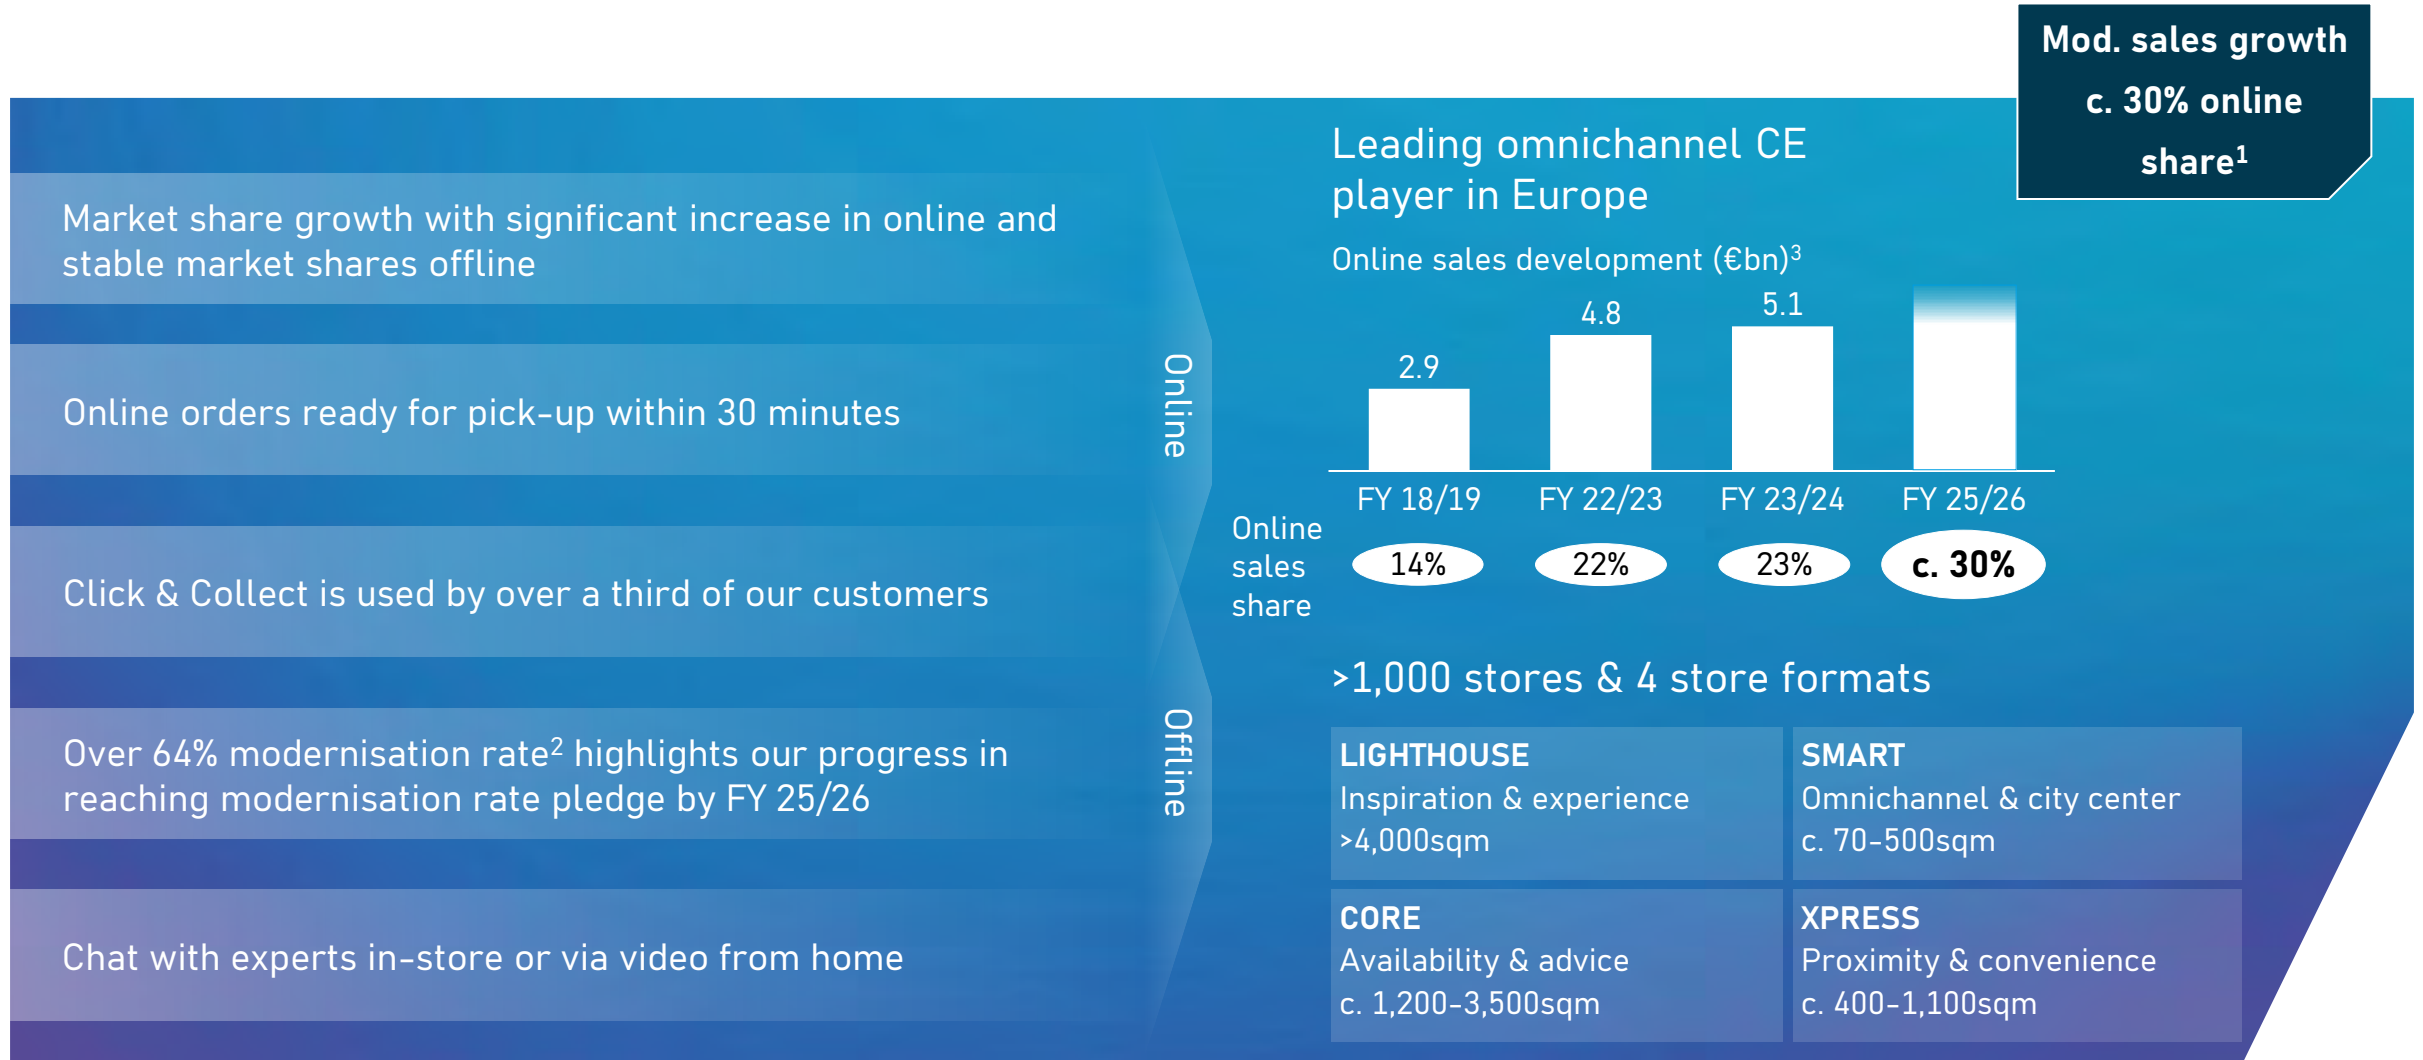 Mod. sales growth
c. 30% online
share¹
Market share growth with significant increase in online and
stable market shares offline
Online orders ready for pick-up within 30 minutes
Click & Collect is used by over a third of our customers
Over 64% modernisation rate² highlights our progress in
reaching modernisation rate pledge by FY 25/26
Chat with experts in-store or via video from home
Online
Offline
Leading omnichannel CE
player in Europe
Online sales development (€bn)³
2.9
4.8
5.1
FY 18/19
FY 22/23
FY 23/24
FY 25/26
Online
sales
share
14%
22%
23%
c. 30%
>1,000 stores & 4 store formats
LIGHTHOUSE
Inspiration & experience
>4,000sqm
SMART
Omnichannel & city center
c. 70-500sqm
CORE
Availability & advice
c. 1,200-3,500sqm
XPRESS
Proximity & convenience
c. 400-1,100sqm